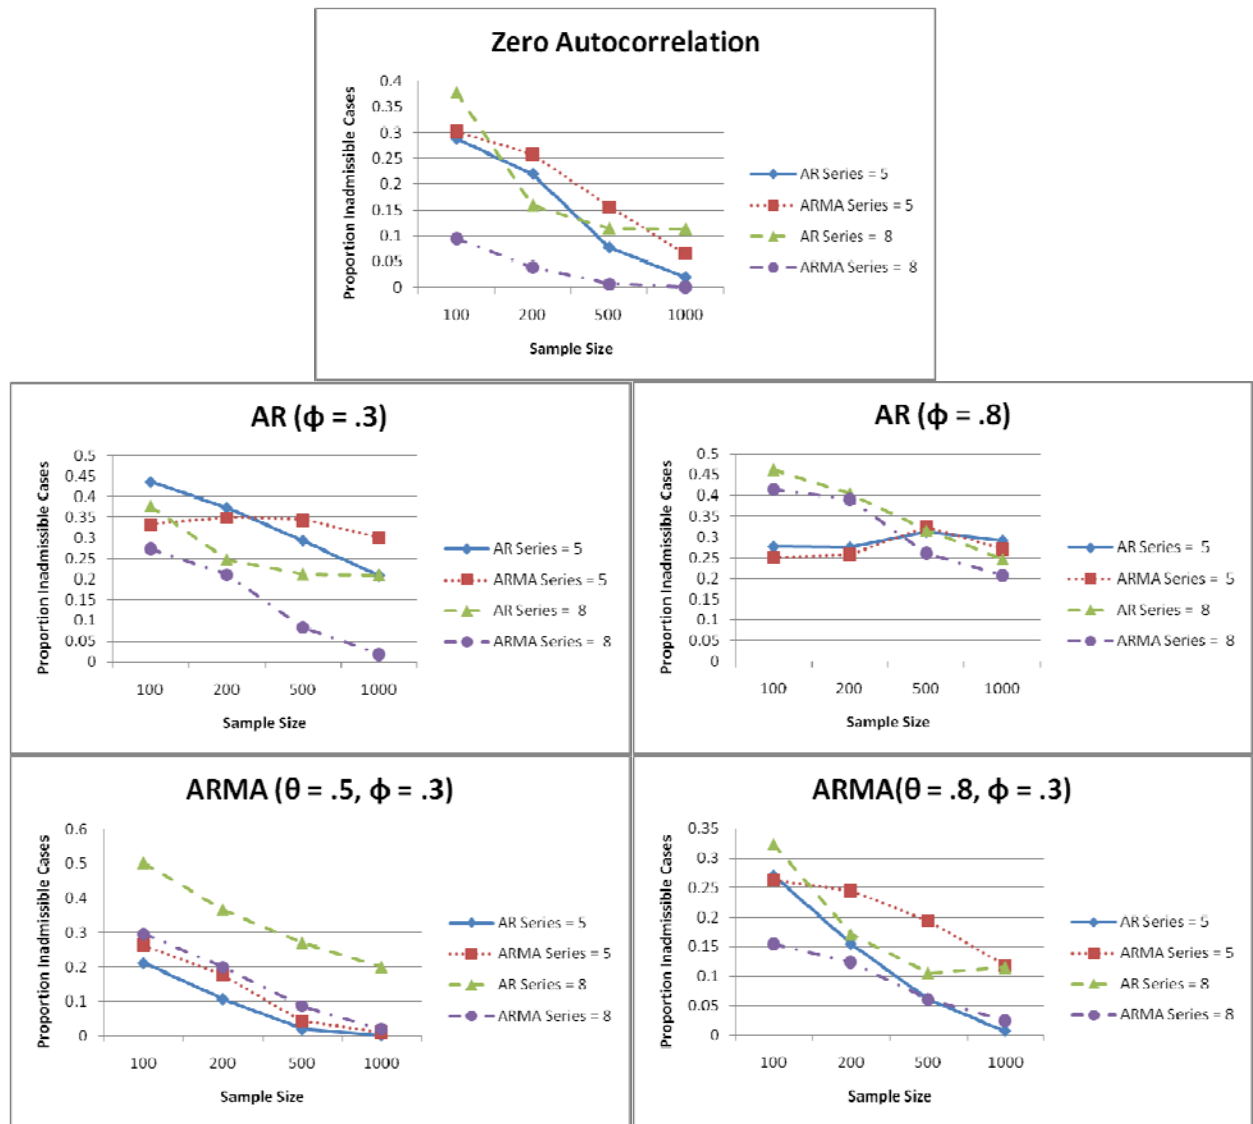 Zero Autocorrelation
Proportion Inadmissible Cases
0.4
0.35
0.3
0.25
0.2
0.15
0.1
0.05
0
100 200 500 1000
Sample Size
AR Series = 5
ARMA Series = 5
AR Series = 8
ARMA Series = 8
AR (ϕ = .3)
Proportion Inadmissible Cases
0.5
0.45
0.4
0.35
0.3
0.25
0.2
0.15
0.1
0.05
0
100 200 500 1000
Sample Size
AR Series = 5
ARMA Series = 5
AR Series = 8
ARMA Series = 8
AR (ϕ = .8)
Proportion Inadmissible Cases
0.5
0.45
0.4
0.35
0.3
0.25
0.2
0.15
0.1
0.05
0
100 200 500 1000
Sample Size
AR Series = 5
ARMA Series = 5
AR Series = 8
ARMA Series = 8
ARMA (θ = .5, ϕ = .3)
Proportion Inadmissible Cases
0.6
0.5
0.4
0.3
0.2
0.1
0
100 200 500 1000
Sample Size
AR Series = 5
ARMA Series = 5
AR Series = 8
ARMA Series = 8
ARMA(θ = .8, ϕ = .3)
Proportion Inadmissible Cases
0.35
0.3
0.25
0.2
0.15
0.1
0.05
0
100 200 500 1000
Sample Size
AR Series = 5
ARMA Series = 5
AR Series = 8
ARMA Series = 8